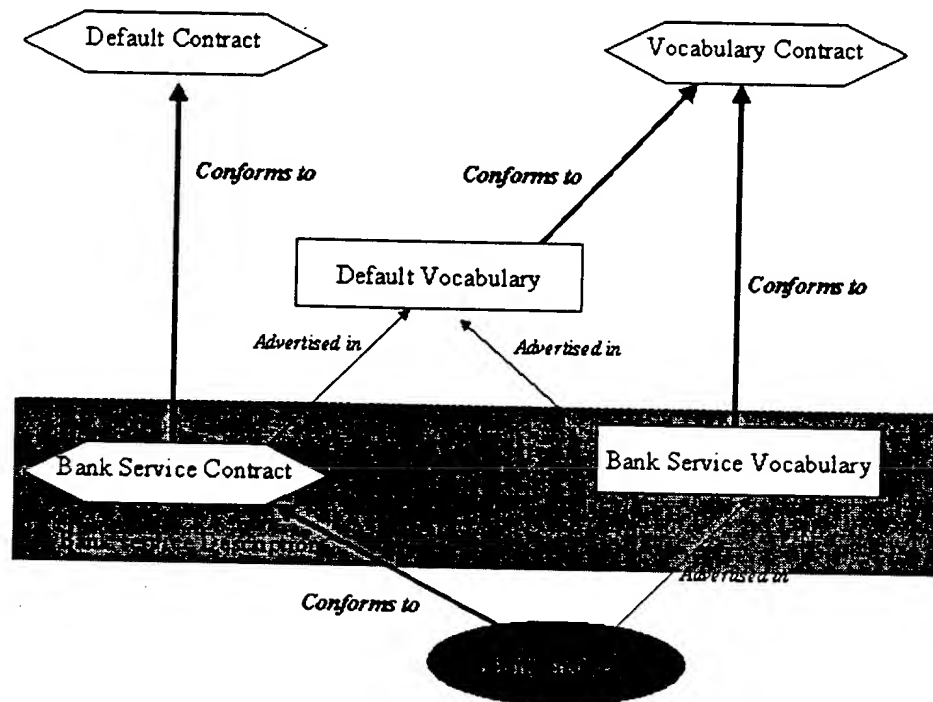 Default Contract
Vocabulary Contract
Conforms to
Conforms to
Default Vocabulary
Conforms to
Advertised in
Advertised in
Bank Service Contract
Bank Service Vocabulary
Advertised in
Conforms to